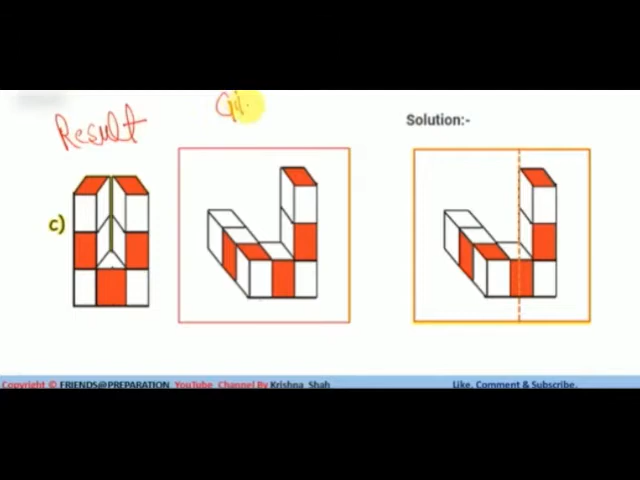 Result
Solution:-
c)
Copyright © FRIENDS@PREPARATION YouTube Channel By Krishna Shah
Like, Comment & Subscribe.